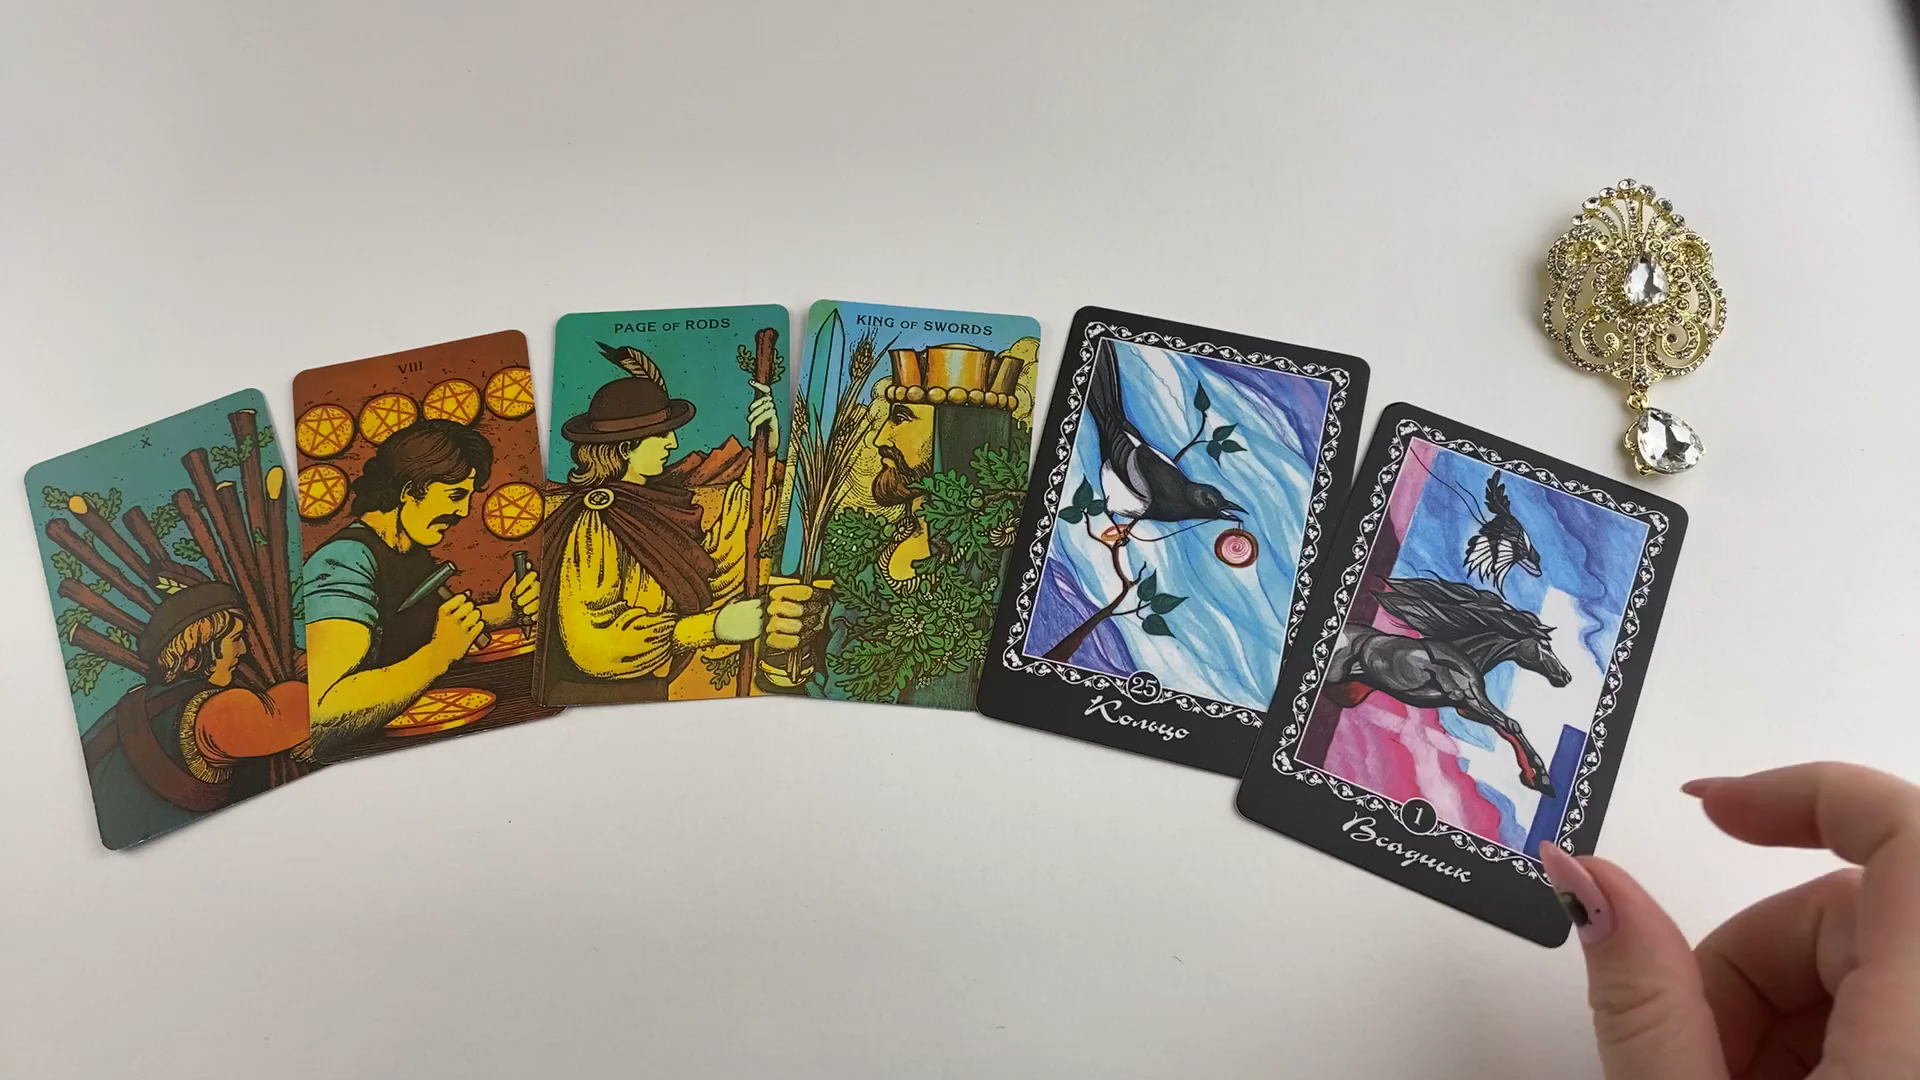 X
VIII
PAGE OF RODS
KING OF SWORDS
25
Кольцо
1
Всадник